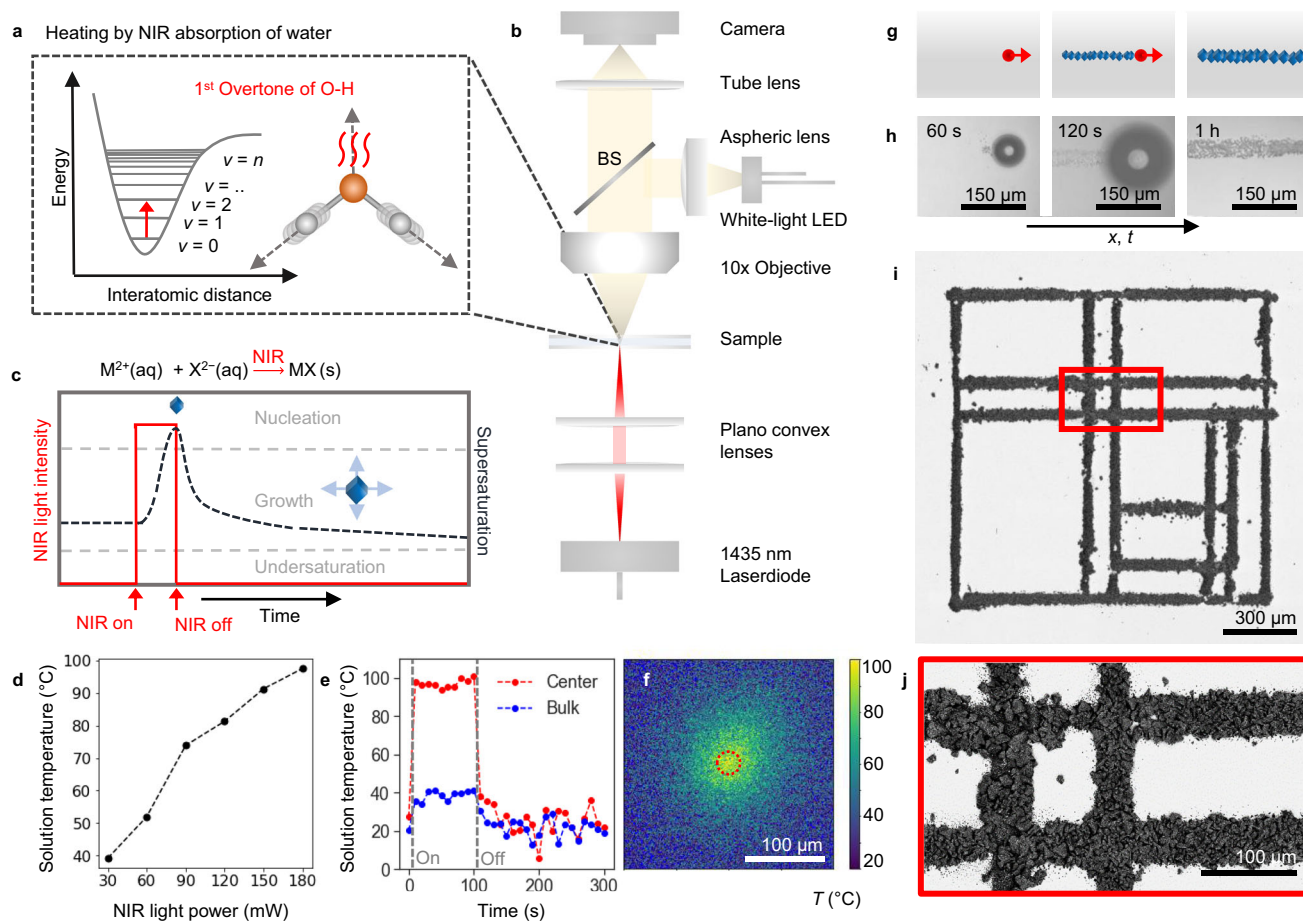 a
Heating by NIR absorption of water
1st Overtone of O-H
Energy
v = n
v = ..
v = 2
v = 1
v = 0
Interatomic distance
b
Camera
Tube lens
Aspheric lens
BS
White-light LED
10x Objective
Sample
Plano convex
lenses
1435 nm
Laserdiode
c
M2+(aq) + X2−(aq) NIR → MX (s)
NIR light intensity
Nucleation
Growth
Undersaturation
Supersaturation
NIR on
NIR off
Time
d
Solution temperature (°C)
100
90
80
70
60
50
40
30 60 90 120 150 180
NIR light power (mW)
e
Solution temperature (°C)
100
80
60
40
20
0
Center
Bulk
On
Off
0 100 200 300
Time (s)
f
100 µm
100
80
60
40
20
T (°C)
g
h
60 s
120 s
1 h
150 µm
150 µm
150 µm
x, t
i
300 µm
j
100 µm